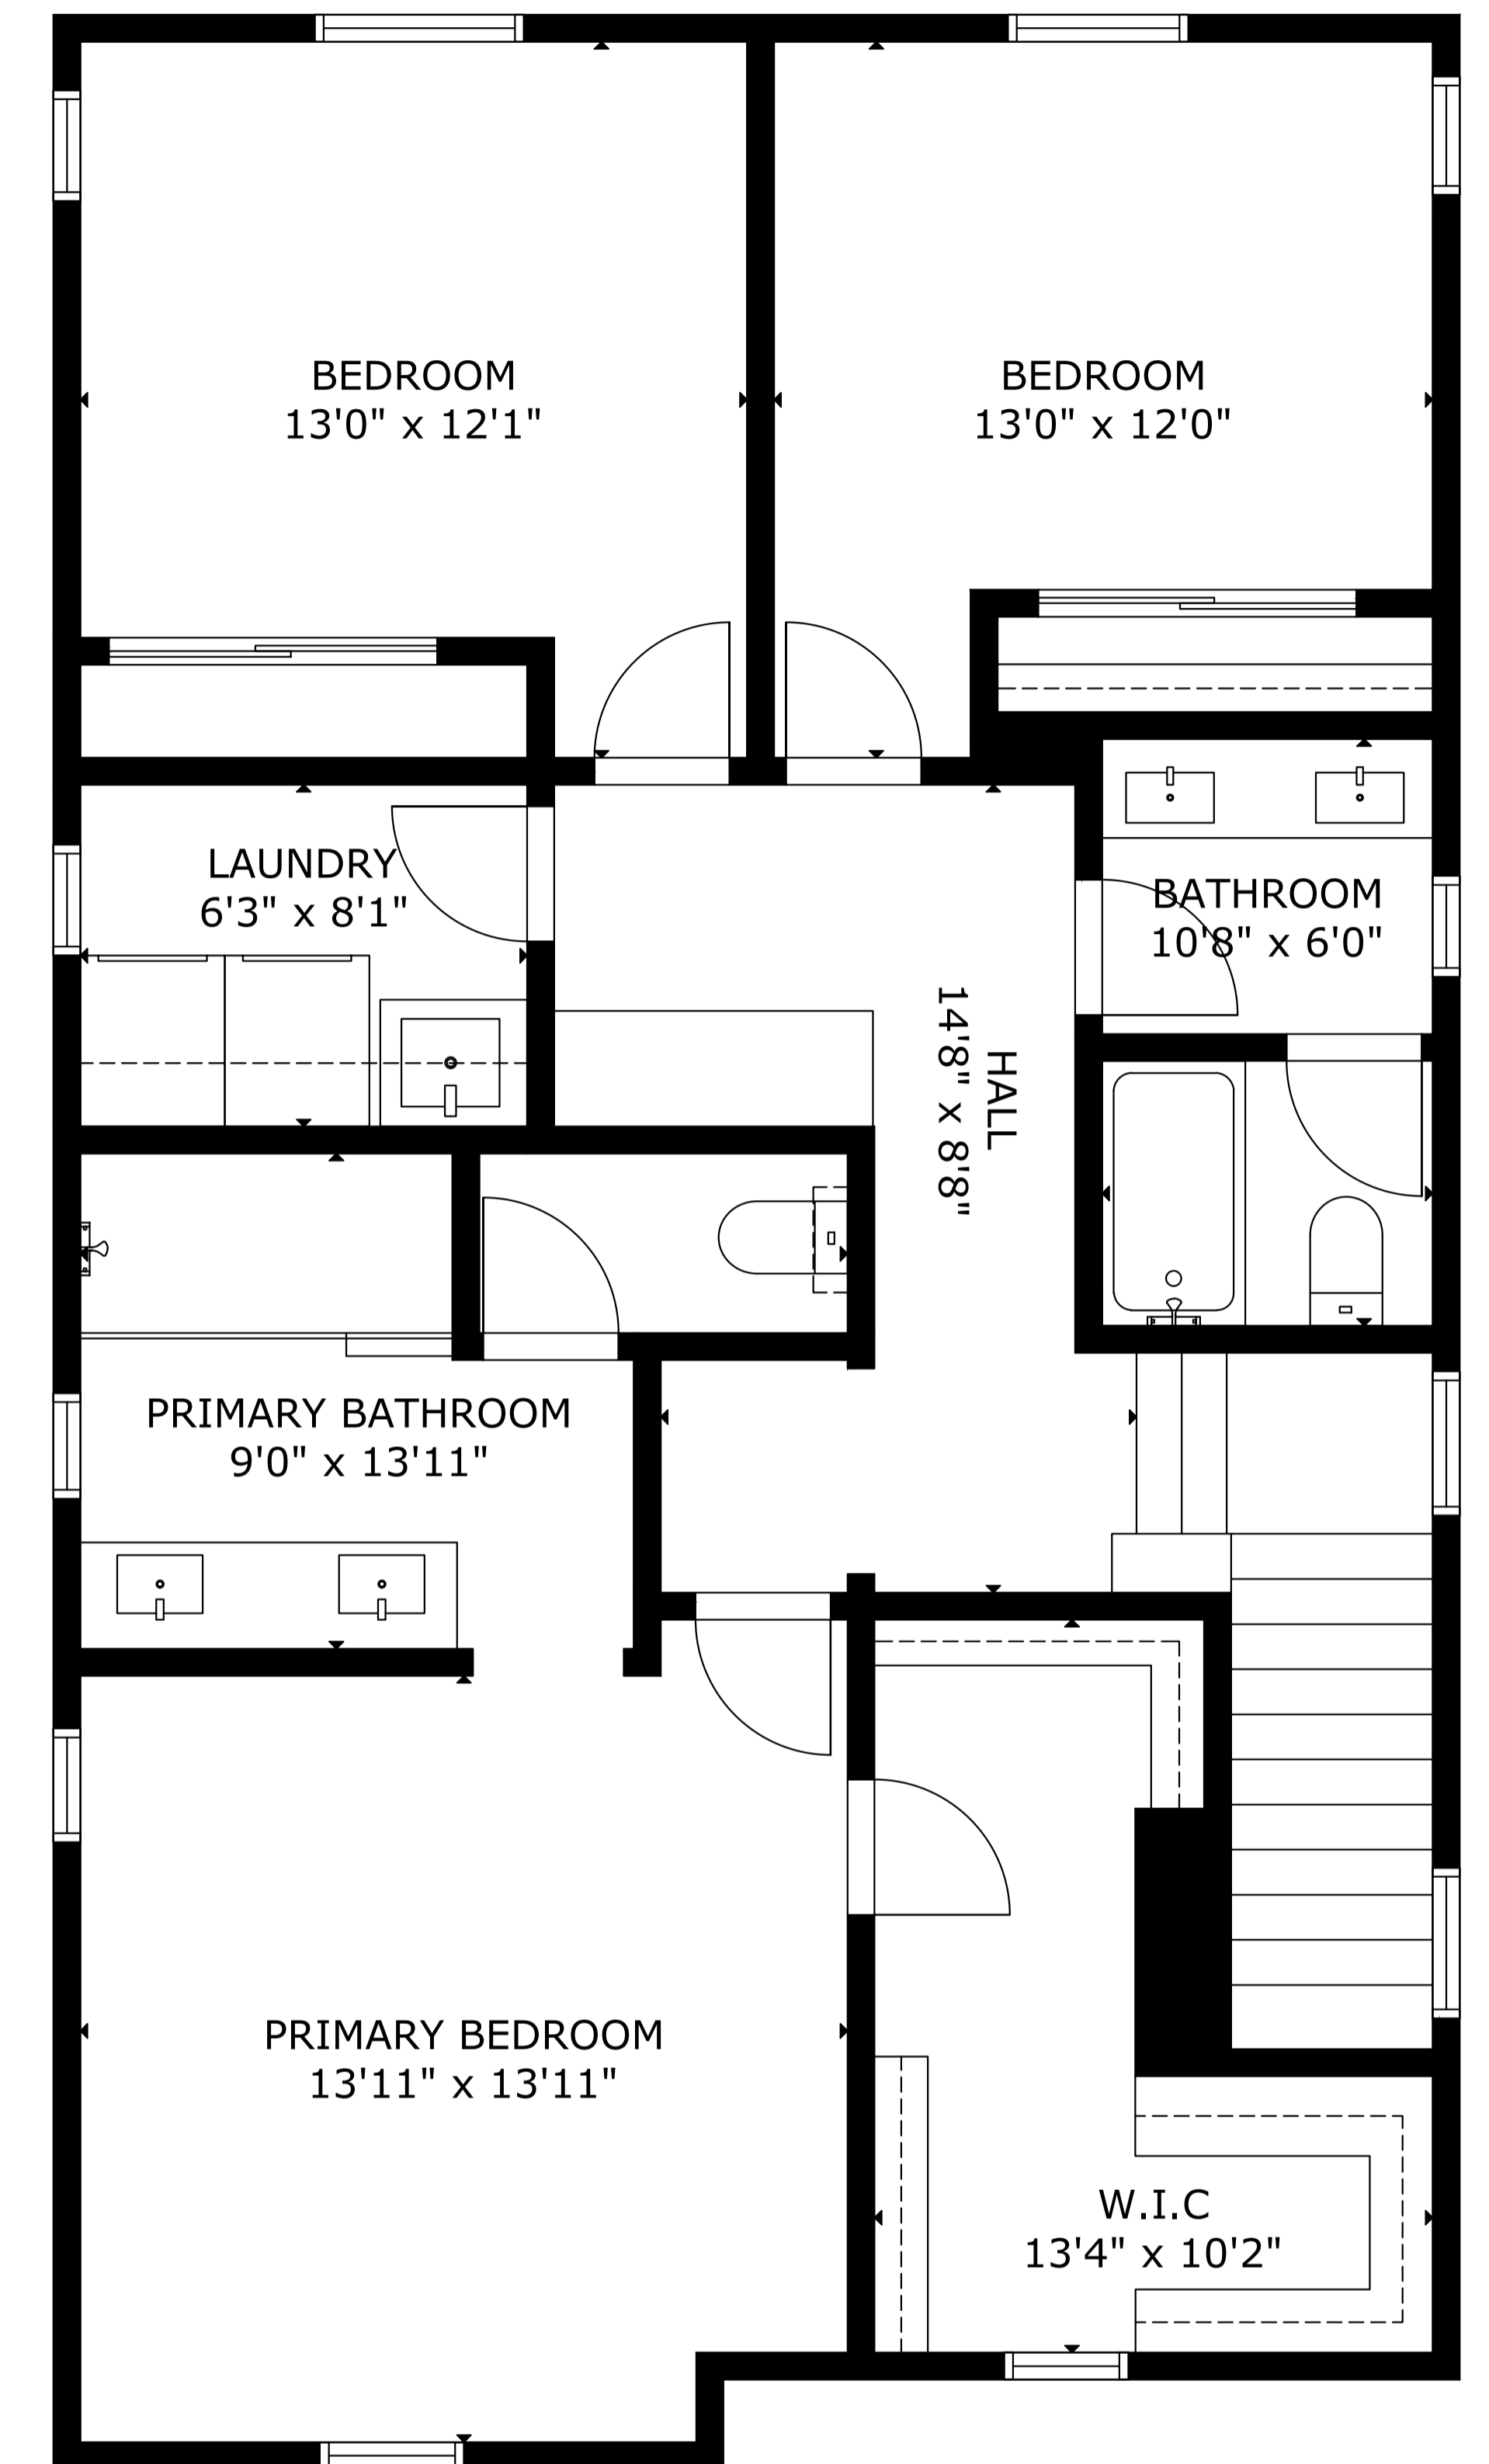 BEDROOM
13'0" x 12'1"
BEDROOM
13'0" x 12'0"
LAUNDRY
6'3" x 8'1"
BATHROOM
10'8" x 6'0"
HALL
14'8" x 8'8"
PRIMARY BATHROOM
9'0" x 13'11"
PRIMARY BEDROOM
13'11" x 13'11"
W.I.C
13'4" x 10'2"